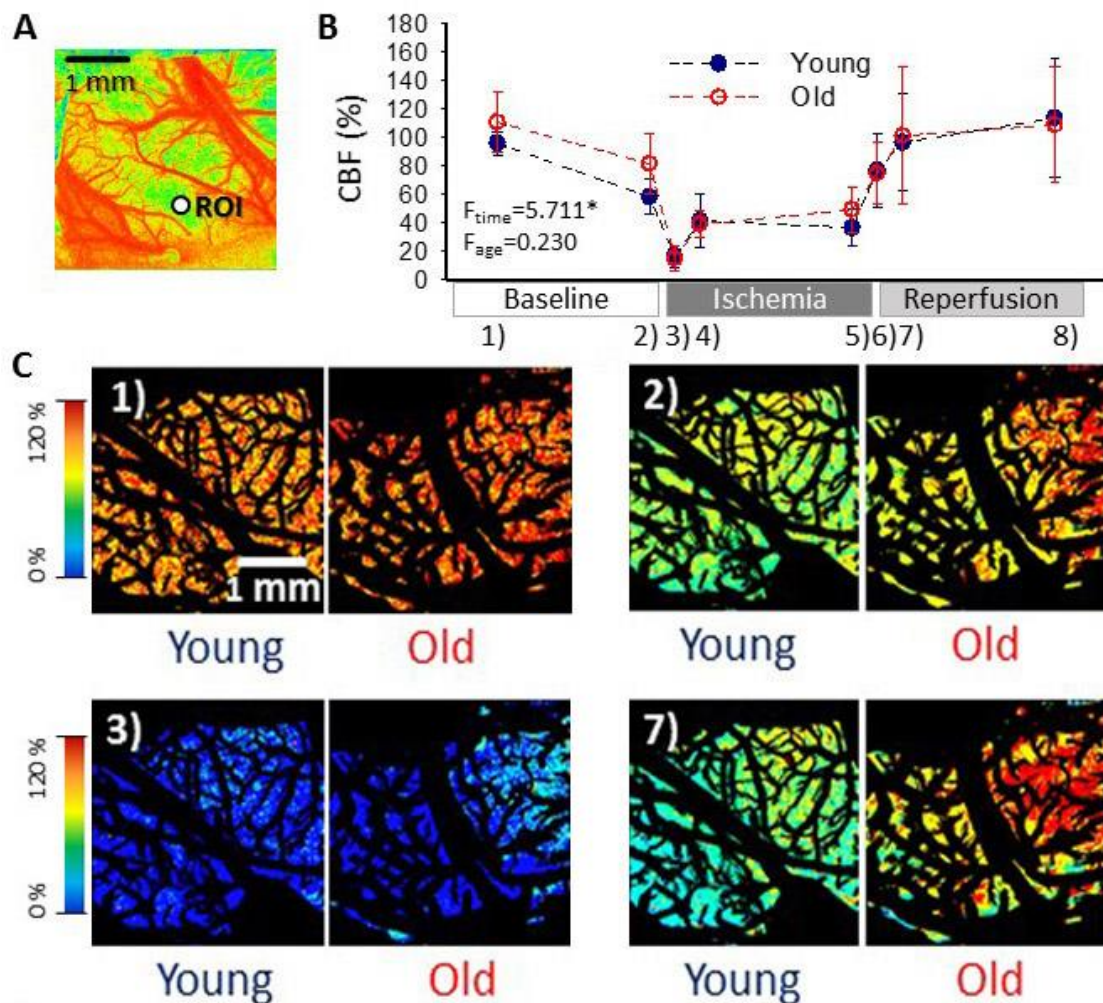 A
1 mm
ROI
B
CBF (%)
180
160
140
120
100
80
60
40
20
0
Young
Old
F_time=5.711*
F_age=0.230
Baseline
Ischemia
Reperfusion
1) 2) 3) 4) 5) 6) 7) 8)
C
120 %
0 %
1)
1 mm
Young Old
2)
Young Old
120 %
0 %
3)
Young Old
7)
Young Old